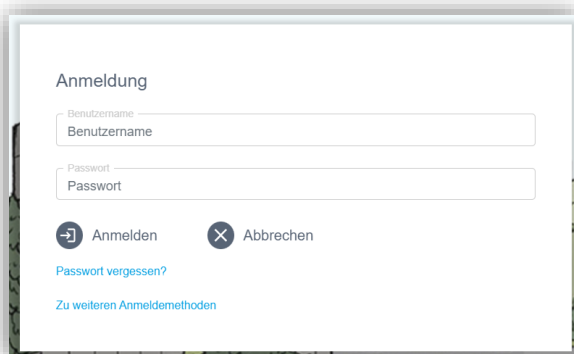 Anmeldung
Benutzername
Benutzername
Passwort
Passwort
Anmelden Abbrechen
Passwort vergessen?
Zu weiteren Anmeldemethoden